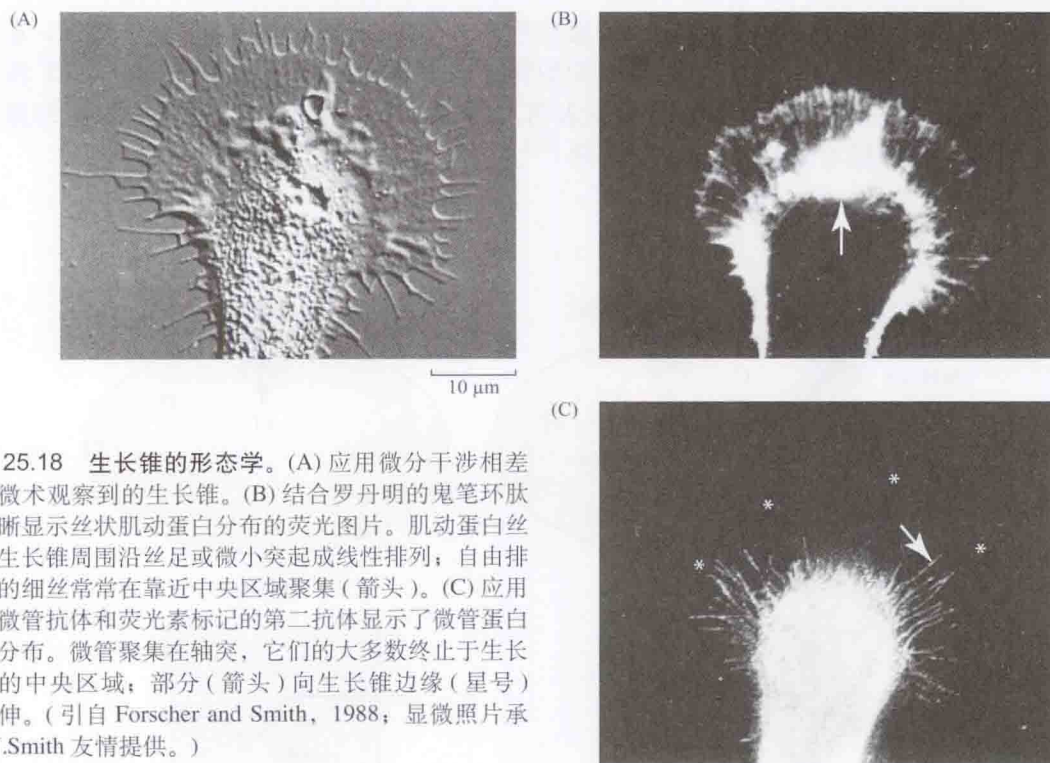 (A)
(B)
10 μm
(C)
25.18 生长锥的形态学。(A) 应用微分干涉相差
微术观察到的生长锥。(B) 结合罗丹明的鬼笔环肽
晰显示丝状肌动蛋白分布的荧光图片。肌动蛋白丝
生长锥周围沿丝足或微小突起成线性排列；自由排
的细丝常常在靠近中央区域聚集 ( 箭头 )。(C) 应用
微管抗体和荧光素标记的第二抗体显示了微管蛋白
分布。微管聚集在轴突，它们的大多数终止于生长
的中央区域；部分 ( 箭头 ) 向生长锥边缘 ( 星号 )
伸。( 引自 Forscher and Smith，1988；显微照片承
.Smith 友情提供。)
* * * *